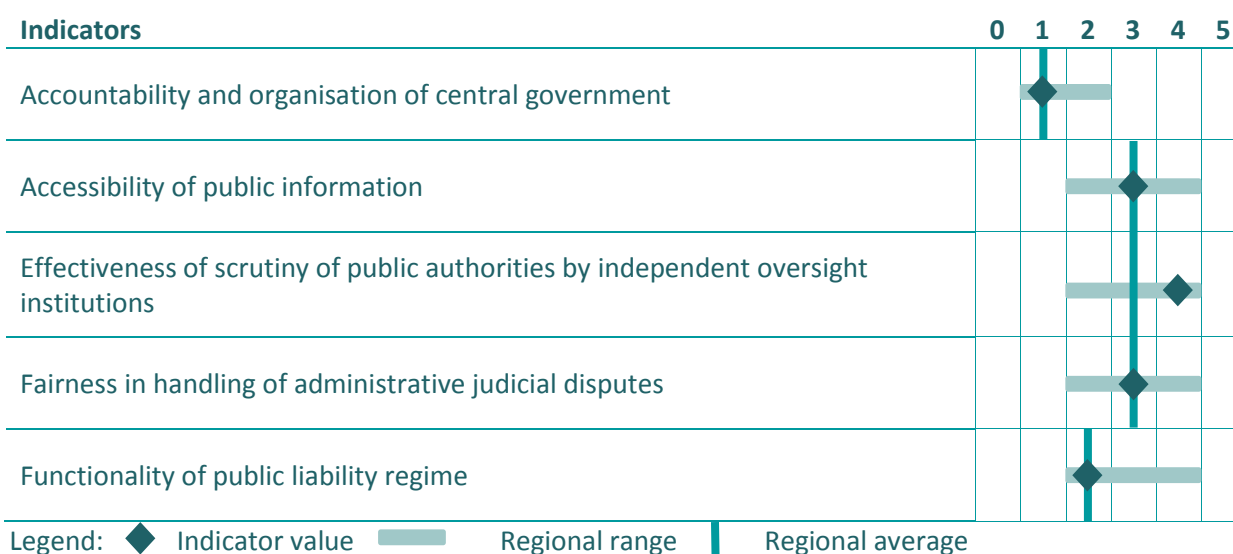 Indicators 0 1 2 3 4 5
Accountability and organisation of central government
Accessibility of public information
Effectiveness of scrutiny of public authorities by independent oversight
institutions
Fairness in handling of administrative judicial disputes
Functionality of public liability regime
Legend: Indicator value Regional range Regional average